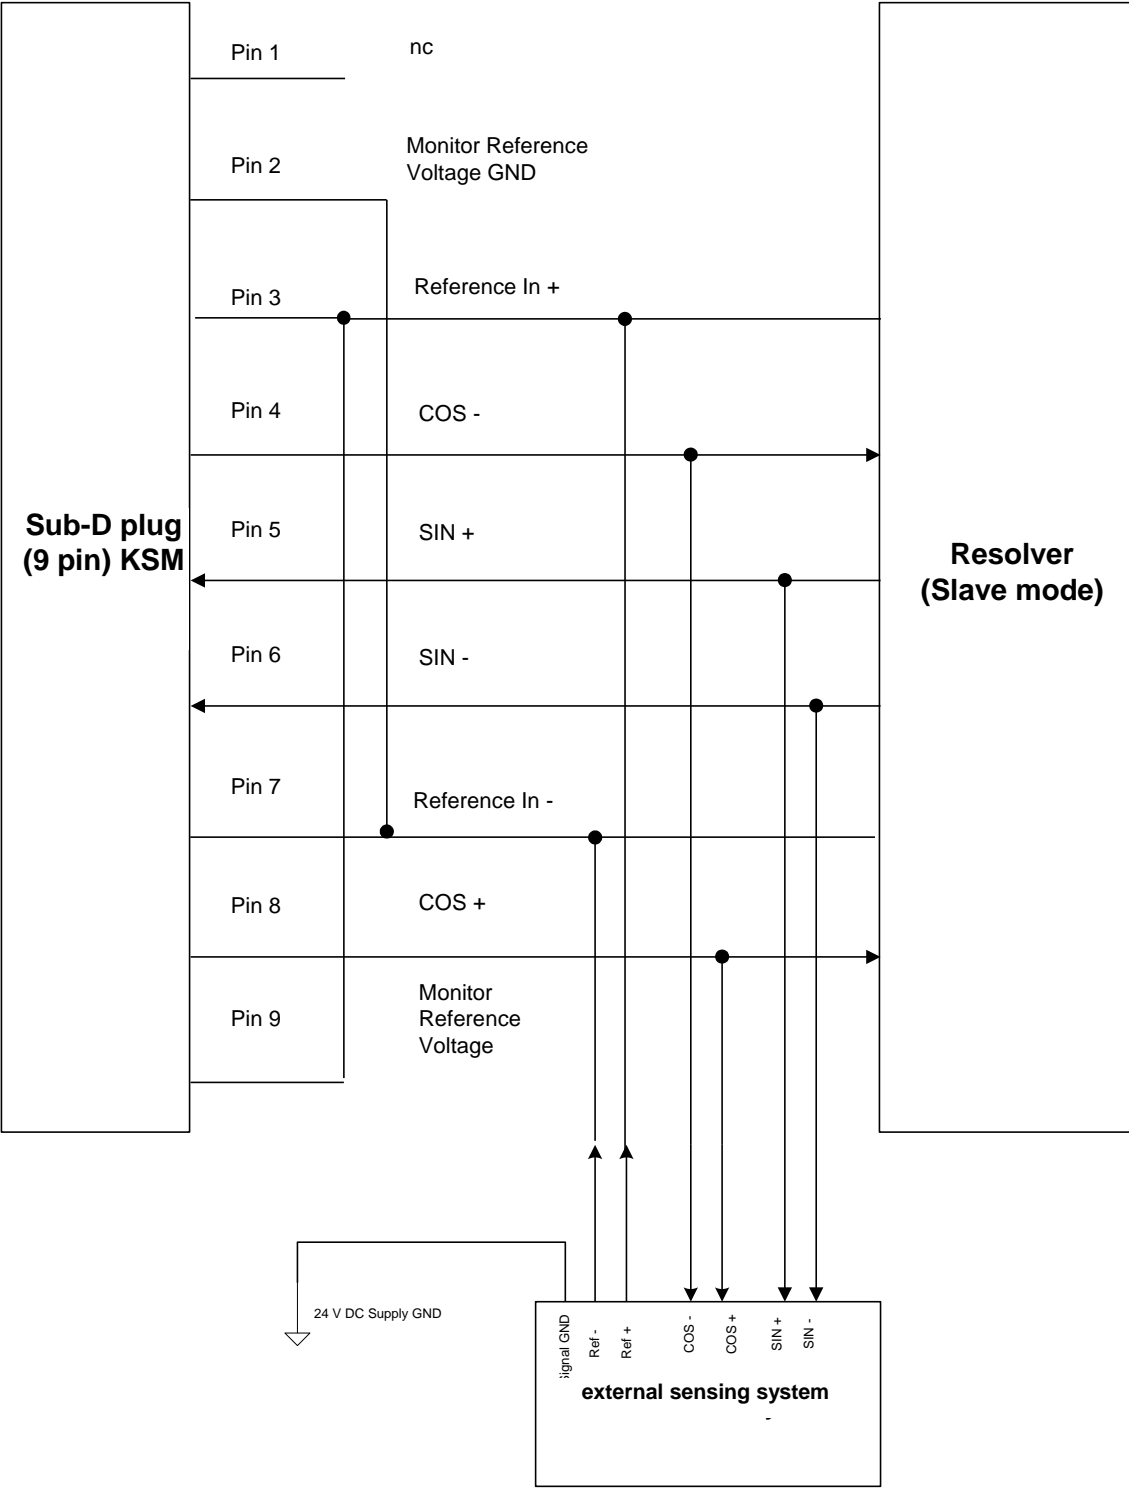 Pin 1
nc
Pin 2
Monitor Reference
Voltage GND
Pin 3
Reference In +
Pin 4
COS -
Sub-D plug
(9 pin) KSM
Pin 5
SIN +
Resolver
(Slave mode)
Pin 6
SIN -
Pin 7
Reference In -
Pin 8
COS +
Pin 9
Monitor
Reference
Voltage
24 V DC Supply GND
Signal GND
Ref -
Ref +
COS -
COS +
SIN +
SIN -
external sensing system